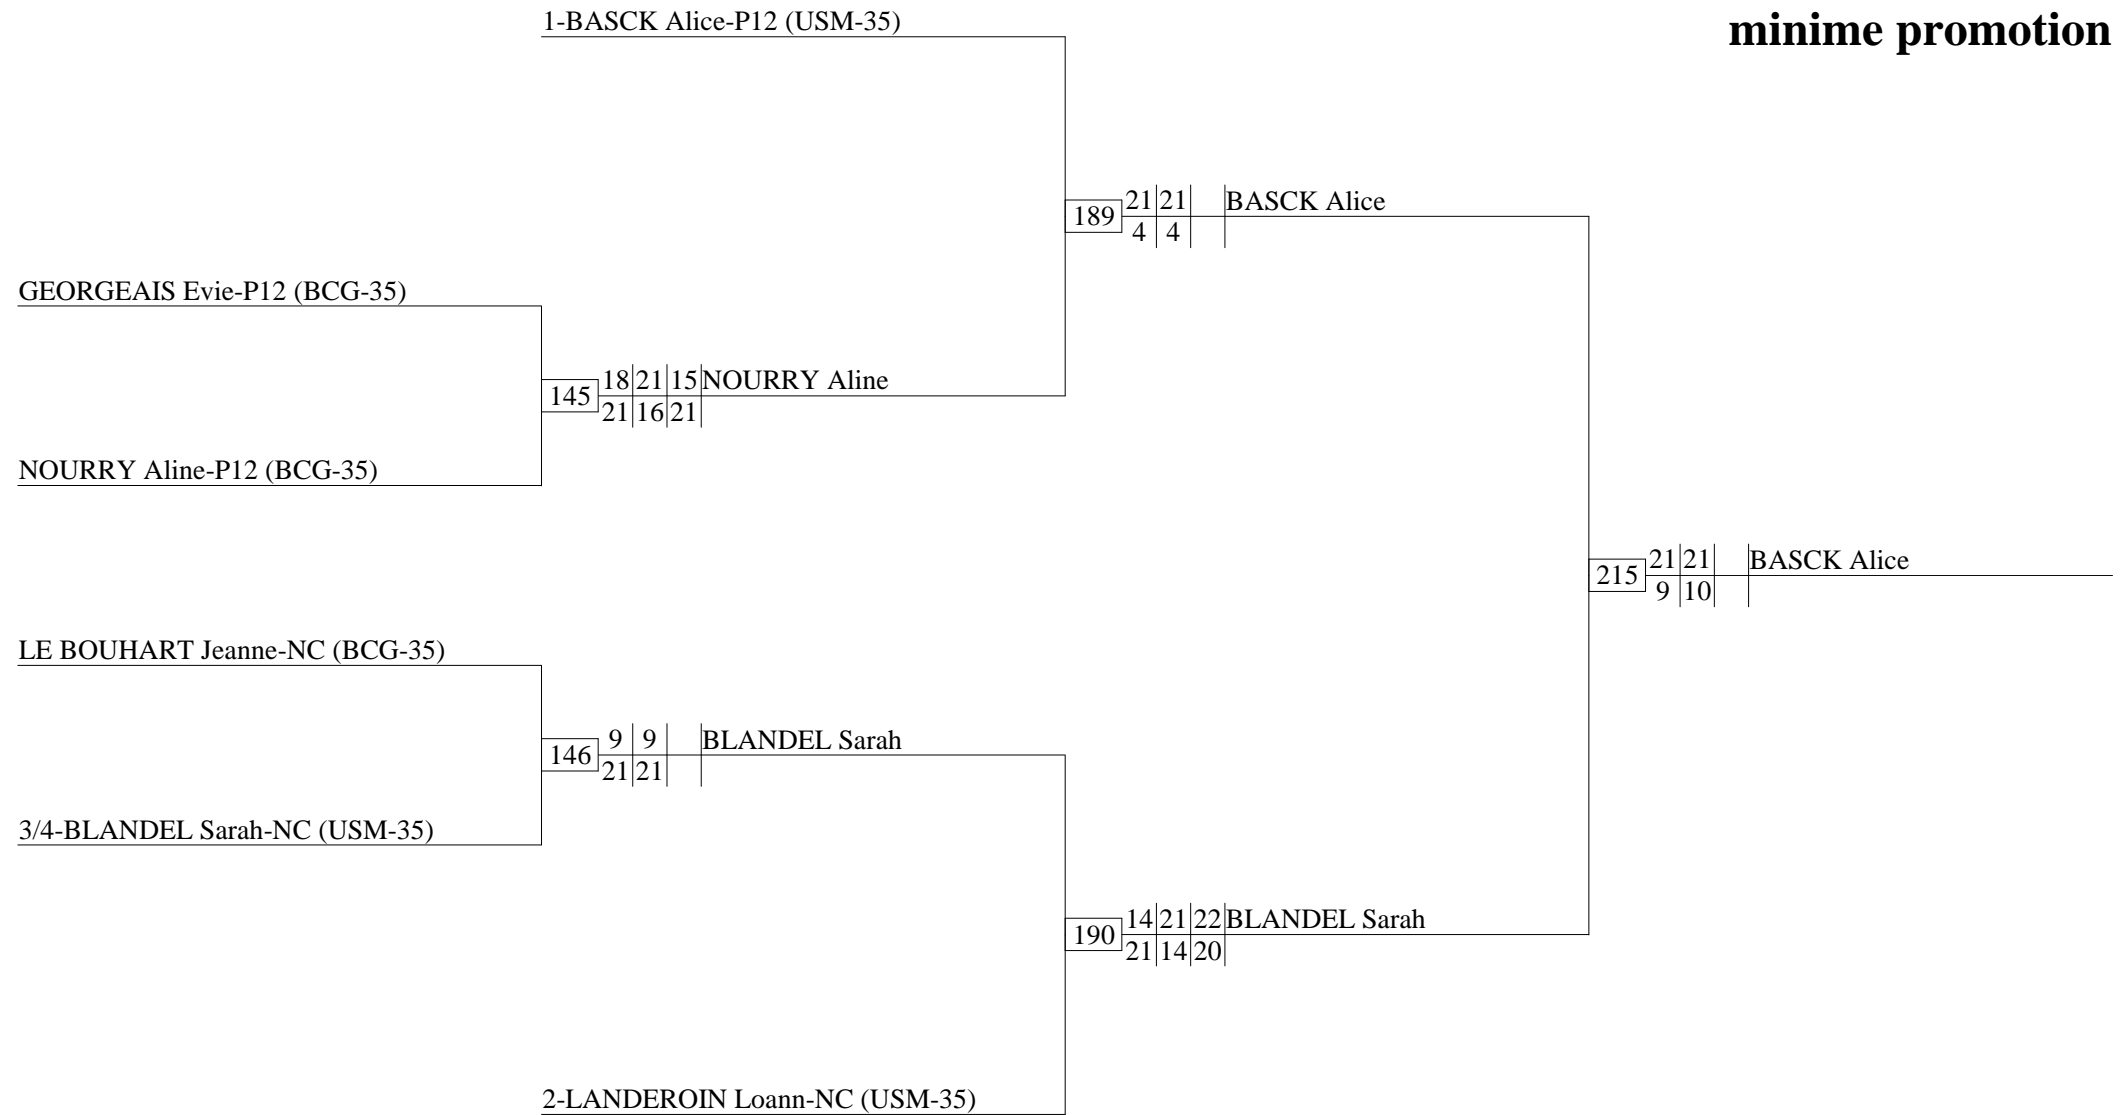 1-BASCK Alice-P12 (USM-35)
minime promotion
189 21 21 BASCK Alice
4 4
GEORGEAIS Evie-P12 (BCG-35)
145 18 21 15 NOURRY Aline
21 16 21
NOURRY Aline-P12 (BCG-35)
215 21 21 BASCK Alice
9 10
LE BOUHART Jeanne-NC (BCG-35)
146 9 9 BLANDEL Sarah
21 21
3/4-BLANDEL Sarah-NC (USM-35)
190 14 21 22 BLANDEL Sarah
21 14 20
2-LANDEROIN Loann-NC (USM-35)